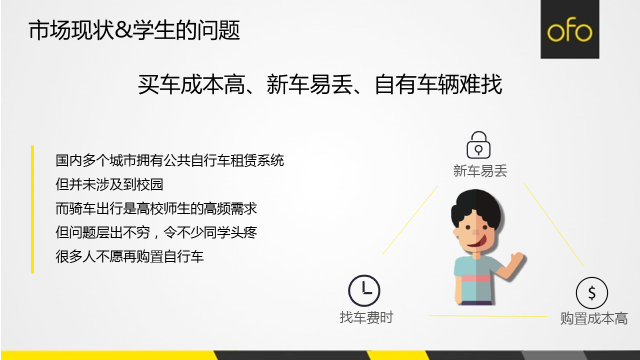 市场现状&学生的问题
ofo
买车成本高、新车易丢、自有车辆难找
国内多个城市拥有公共自行车租赁系统
但并未涉及到校园
而骑车出行是高校师生的高频需求
但问题层出不穷，令不少同学头疼
很多人不愿再购置自行车
新车易丢
找车费时
$
购置成本高